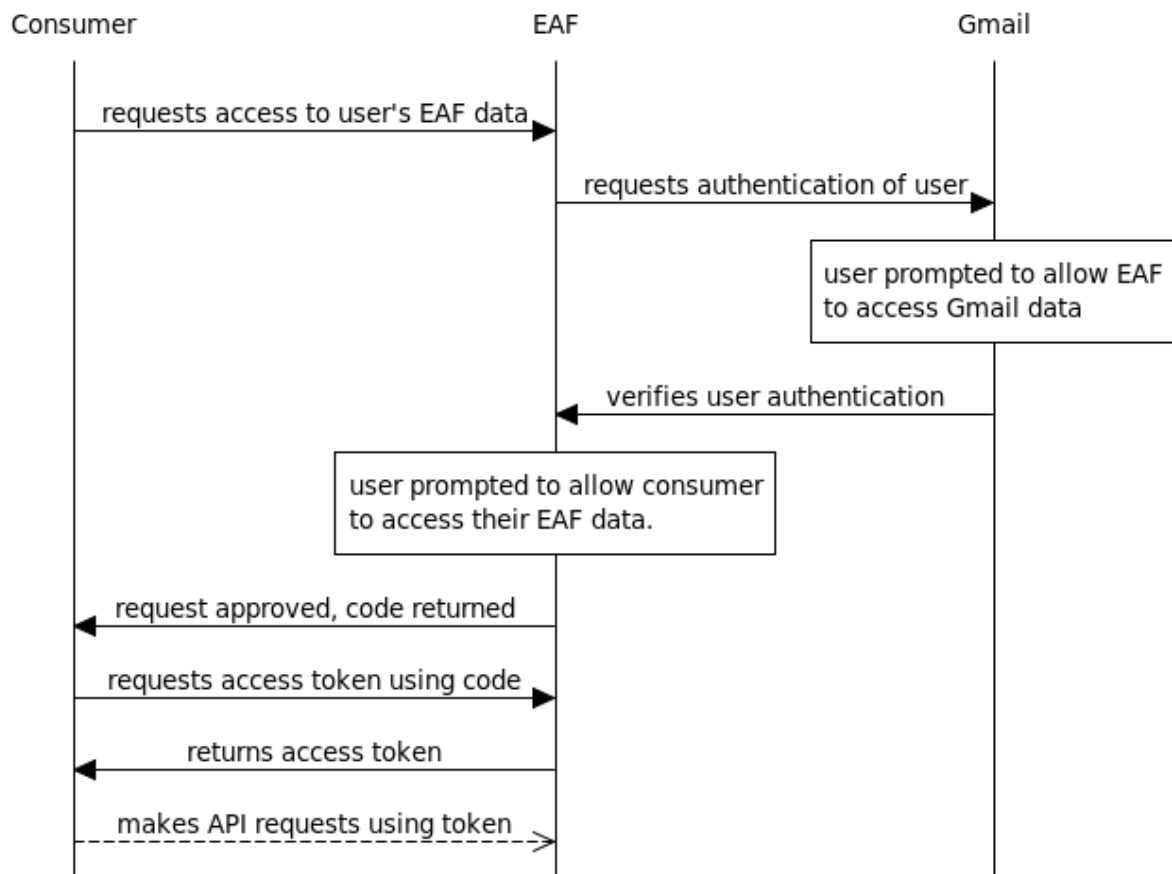 Consumer
EAF
Gmail
requests access to user's EAF data
requests authentication of user
user prompted to allow EAF
to access Gmail data
verifies user authentication
user prompted to allow consumer
to access their EAF data.
request approved, code returned
requests access token using code
returns access token
makes API requests using token